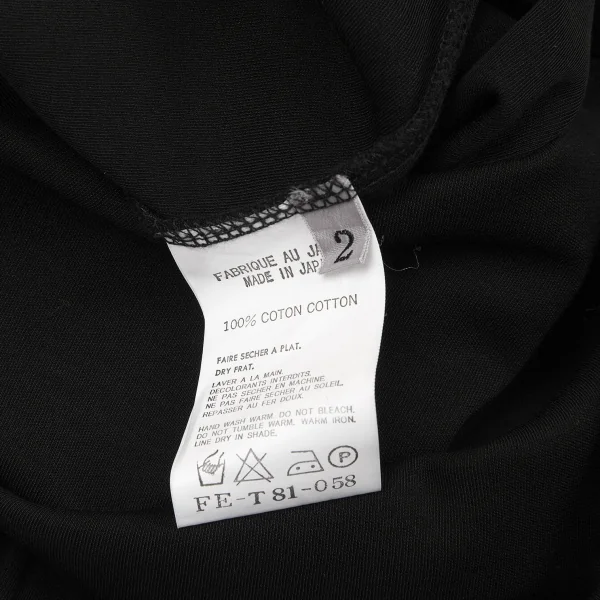 2
FABRIQUE AU
MADE IN JAPAN
100% COTON COTTON
FAIRE SECHER A PLAT.
DRY FRAT.
LAVER A LA MAIN.
DECOLORANTS INTERDITS.
NE PAS SECHER EN MACHINE.
NE PAS FAIRE SECHER AU SOLEIL.
REPASSER AU FER DOUX.
HAND WASH WARM. DO NOT BLEACH.
DO NOT TUMBLE WARM. WARM IRON.
LINE DRY IN SHADE.
P
FE-T81-058